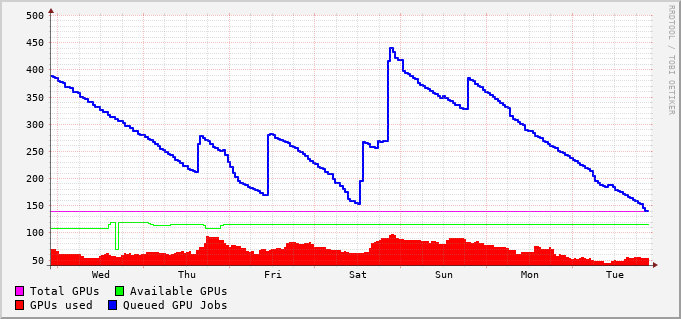 500
450
400
350
300
250
200
150
100
50
Wed Thu Fri Sat Sun Mon Tue
Total GPUs Available GPUs
GPUs used Queued GPU Jobs
RRDTOOL / TOBI OETIKER